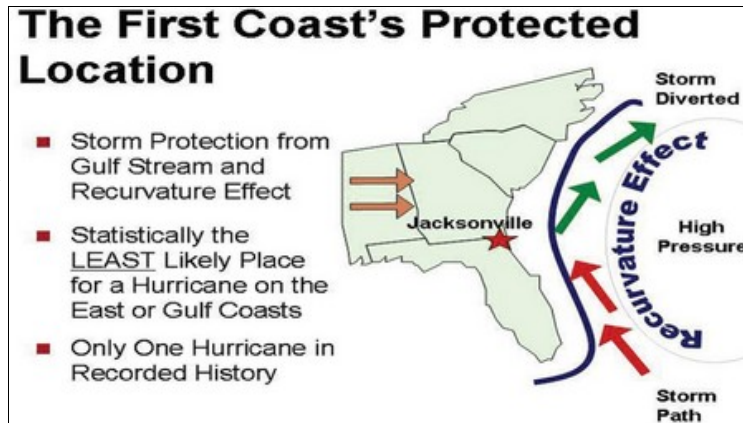 The First Coast's Protected
Location
■ Storm Protection from
Gulf Stream and
Recurvature Effect
■ Statistically the
LEAST Likely Place
for a Hurricane on the
East or Gulf Coasts
■ Only One Hurricane in
Recorded History
Storm
Diverted
Jacksonville
Recurvature Effect
High
Pressure
Storm
Path